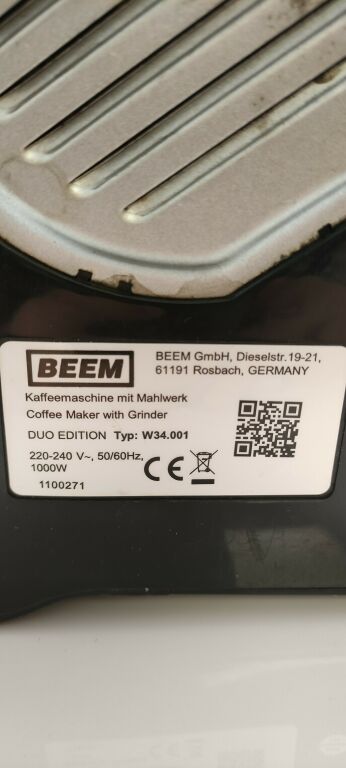 BEEM
BEEM GmbH, Dieselstr.19-21,
61191 Rosbach, GERMANY
Kaffeemaschine mit Mahlwerk
Coffee Maker with Grinder
DUO EDITION Typ: W34.001
220-240 V~, 50/60Hz,
1000W
CE
1100271